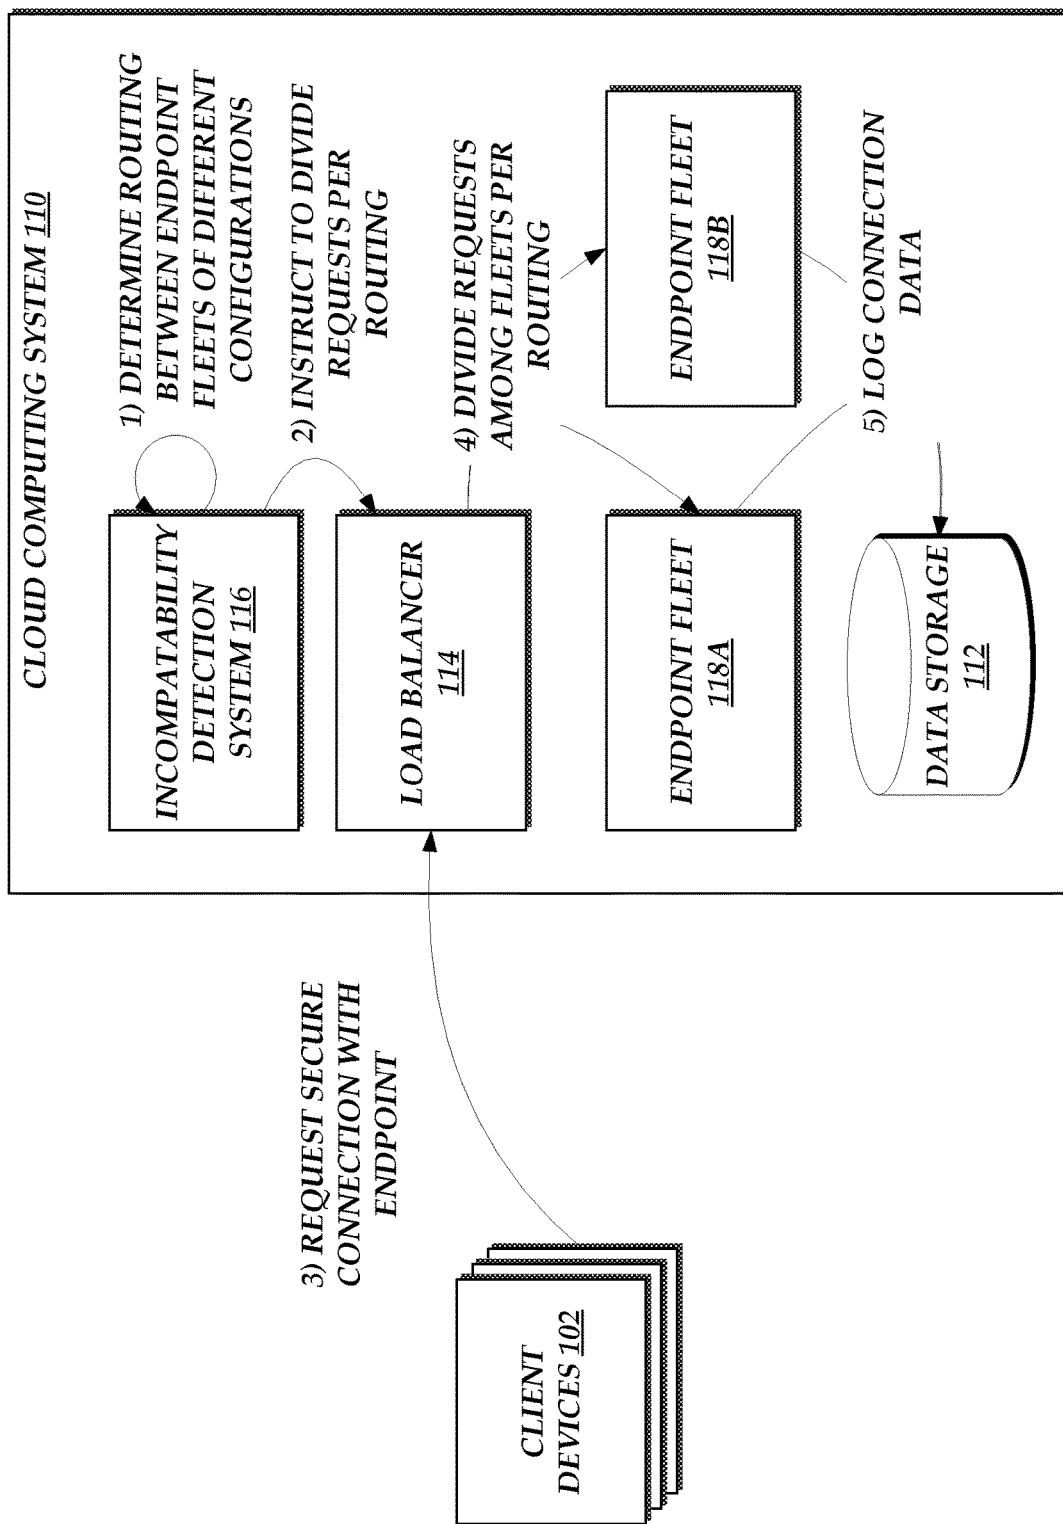 CLOUD COMPUTING SYSTEM 110
INCOMPATABILITY
DETECTION
SYSTEM 116
1) DETERMINE ROUTING
BETWEEN ENDPOINT
FLEETS OF DIFFERENT
CONFIGURATIONS
2) INSTRUCT TO DIVIDE
REQUESTS PER
ROUTING
3) REQUEST SECURE
CONNECTION WITH
ENDPOINT
LOAD BALANCER
114
4) DIVIDE REQUESTS
AMONG FLEETS PER
ROUTING
CLIENT
DEVICES 102
ENDPOINT FLEET
118A
ENDPOINT FLEET
118B
5) LOG CONNECTION
DATA
DATA STORAGE
112